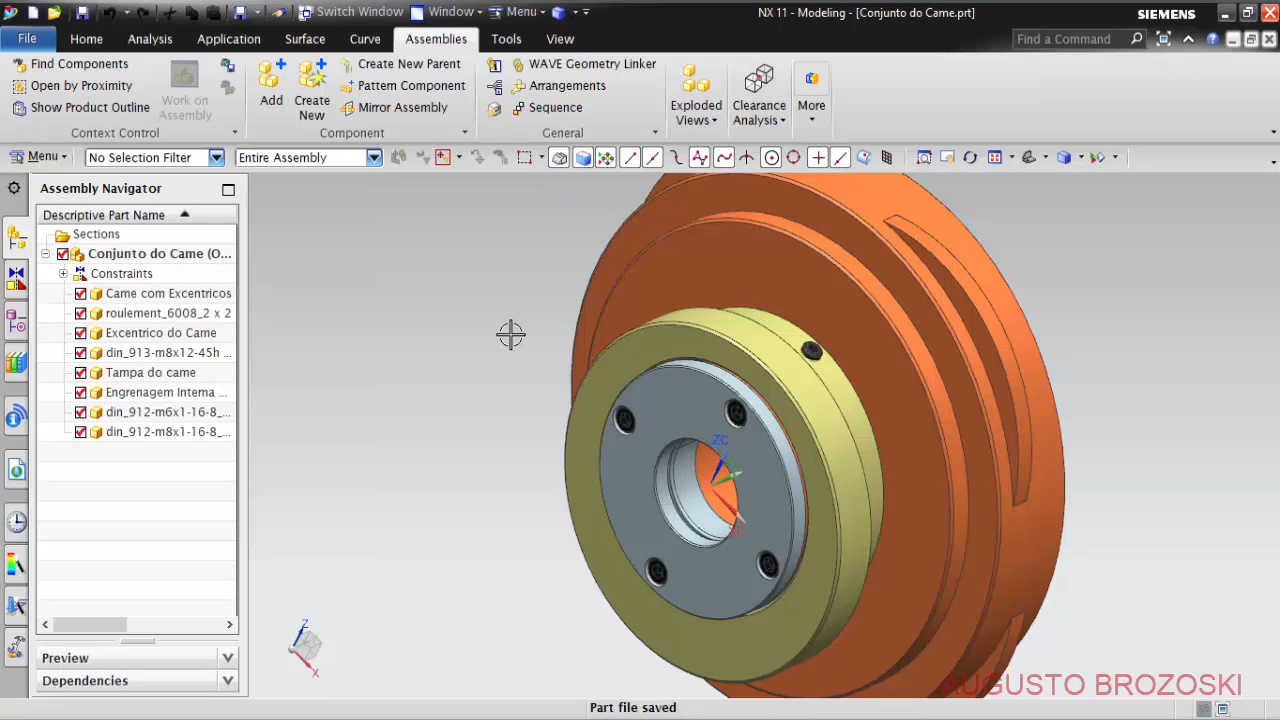 Switch Window Window Menu NX 11 - Modeling - [Conjunto do Came.prt] SIEMENS
File Home Analysis Application Surface Curve Assemblies Tools View Find a Command
Find Components
Open by Proximity
Show Product Outline
Work on
Assembly
Context Control
Add
Create
New
Create New Parent
Pattern Component
Mirror Assembly
Component
WAVE Geometry Linker
Arrangements
Sequence
General
Exploded
Views
Clearance
Analysis
More
Menu No Selection Filter Entire Assembly
Assembly Navigator
Descriptive Part Name
Sections
Conjunto do Came (O...
Constraints
Came com Excentricos
roulement_6008_2 x 2
Excentrico do Came
din_913-m8x12-45h ...
Tampa do came
Engrenagem Interna ...
din_912-m6x1-16-8_...
din_912-m8x1-16-8_...
Preview
Dependencies
ZC
Z
X
AUGUSTO BROZOSKI
Part file saved